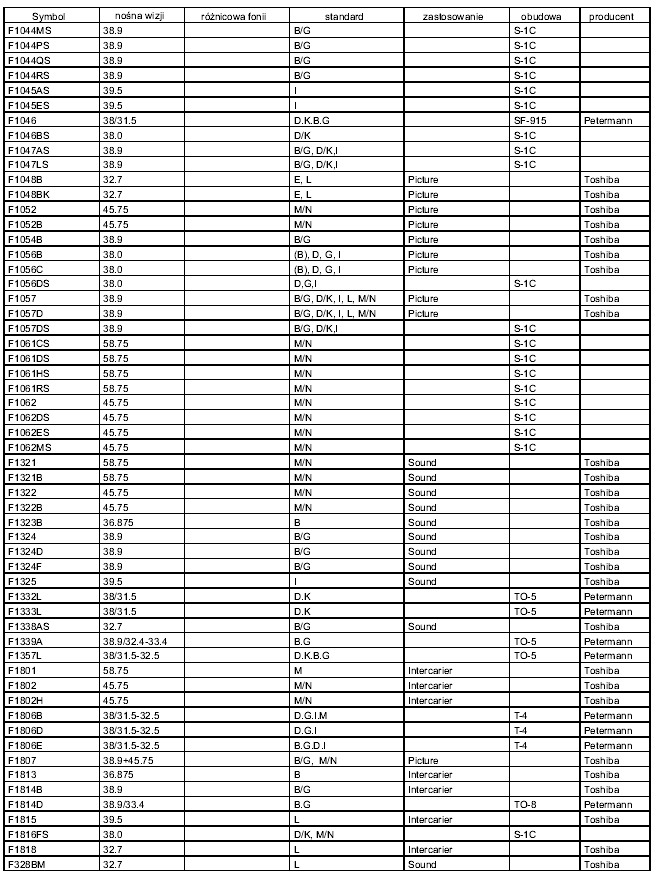 Symbol nośna wizji różnicowa fonii standard zastosowanie obudowa producent
F1044MS 38.9 B/G S-1C
F1044PS 38.9 B/G S-1C
F1044QS 38.9 B/G S-1C
F1044RS 38.9 B/G S-1C
F1045AS 39.5 I S-1C
F1045ES 39.5 I S-1C
F1046 38/31.5 D.K.B.G SF-915 Petermann
F1046BS 38.0 D/K S-1C
F1047AS 38.9 B/G, D/K,I S-1C
F1047LS 38.9 B/G, D/K,I S-1C
F1048B 32.7 E, L Picture Toshiba
F1048BK 32.7 E, L Picture Toshiba
F1052 45.75 M/N Picture Toshiba
F1052B 45.75 M/N Picture Toshiba
F1054B 38.9 B/G Picture Toshiba
F1056B 38.0 (B), D, G, I Picture Toshiba
F1056C 38.0 (B), D, G, I Picture Toshiba
F1056DS 38.0 D,G,I S-1C
F1057 38.9 B/G, D/K, I, L, M/N Picture Toshiba
F1057D 38.9 B/G, D/K, I, L, M/N Picture Toshiba
F1057DS 38.9 B/G, D/K,I S-1C
F1061CS 58.75 M/N S-1C
F1061DS 58.75 M/N S-1C
F1061HS 58.75 M/N S-1C
F1061RS 58.75 M/N S-1C
F1062 45.75 M/N S-1C
F1062DS 45.75 M/N S-1C
F1062ES 45.75 M/N S-1C
F1062MS 45.75 M/N S-1C
F1321 58.75 M/N Sound Toshiba
F1321B 58.75 M/N Sound Toshiba
F1322 45.75 M/N Sound Toshiba
F1322B 45.75 M/N Sound Toshiba
F1323B 36.875 B Sound Toshiba
F1324 38.9 B/G Sound Toshiba
F1324D 38.9 B/G Sound Toshiba
F1324F 38.9 B/G Sound Toshiba
F1325 39.5 I Sound Toshiba
F1332L 38/31.5 D.K TO-5 Petermann
F1333L 38/31.5 D.K TO-5 Petermann
F1338AS 32.7 B/G Sound Toshiba
F1339A 38.9/32.4-33.4 B.G TO-5 Petermann
F1357L 38/31.5-32.5 D.K.B.G TO-5 Petermann
F1801 58.75 M Intercarier Toshiba
F1802 45.75 M/N Intercarier Toshiba
F1802H 45.75 M/N Intercarier Toshiba
F1806B 38/31.5-32.5 D.G.I.M T-4 Petermann
F1806D 38/31.5-32.5 D.G.I T-4 Petermann
F1806E 38/31.5-32.5 B.G.D.I T-4 Petermann
F1807 38.9+45.75 B/G, M/N Picture Toshiba
F1813 36.875 B Intercarier Toshiba
F1814B 38.9 B/G Intercarier Toshiba
F1814D 38.9/33.4 B.G TO-8 Petermann
F1815 39.5 L Intercarier Toshiba
F1816FS 38.0 D/K, M/N S-1C
F1818 32.7 L Intercarier Toshiba
F328BM 32.7 L Sound Toshiba